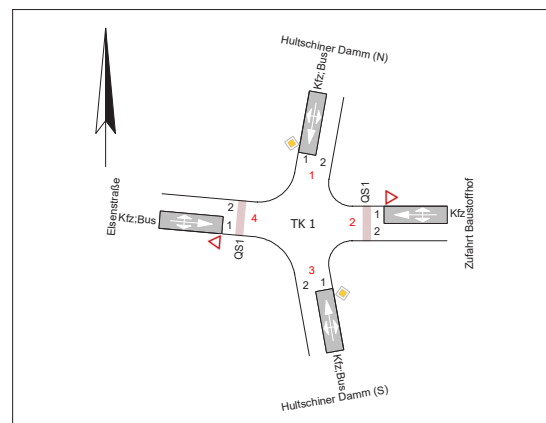 Hultschiner Damm (N)
Kfz;Bus
1 2
1
QS1
Elsenstraße
Kfz;Bus
2
1
4
QS1
TK 1
2
1
2
Kfz
Zufahrt Baustoffhof
3
2 1
Kfz;Bus
Hultschiner Damm (S)